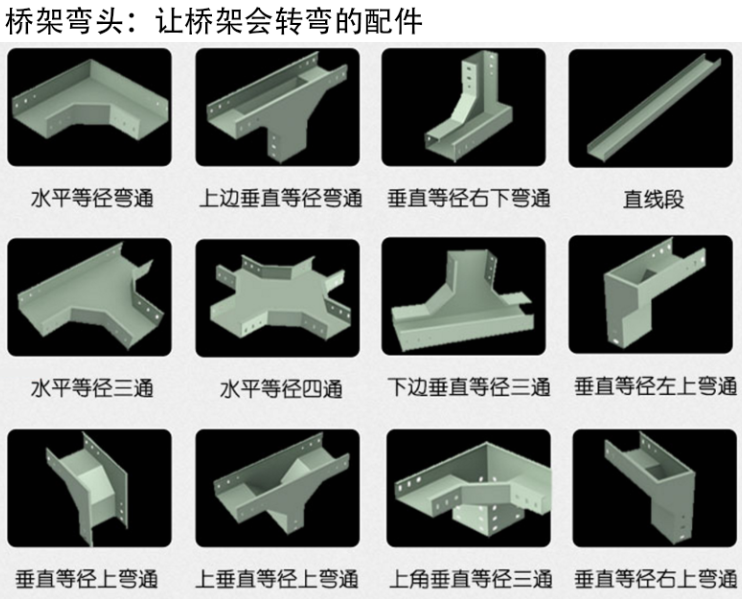 桥架弯头：让桥架会转弯的配件
水平等径弯通
上边垂直等径弯通
垂直等径右下弯通
直线段
水平等径三通
水平等径四通
下边垂直等径三通
垂直等径左上弯通
垂直等径上弯通
上垂直等径上弯通
上角垂直等径三通
垂直等径右上弯通